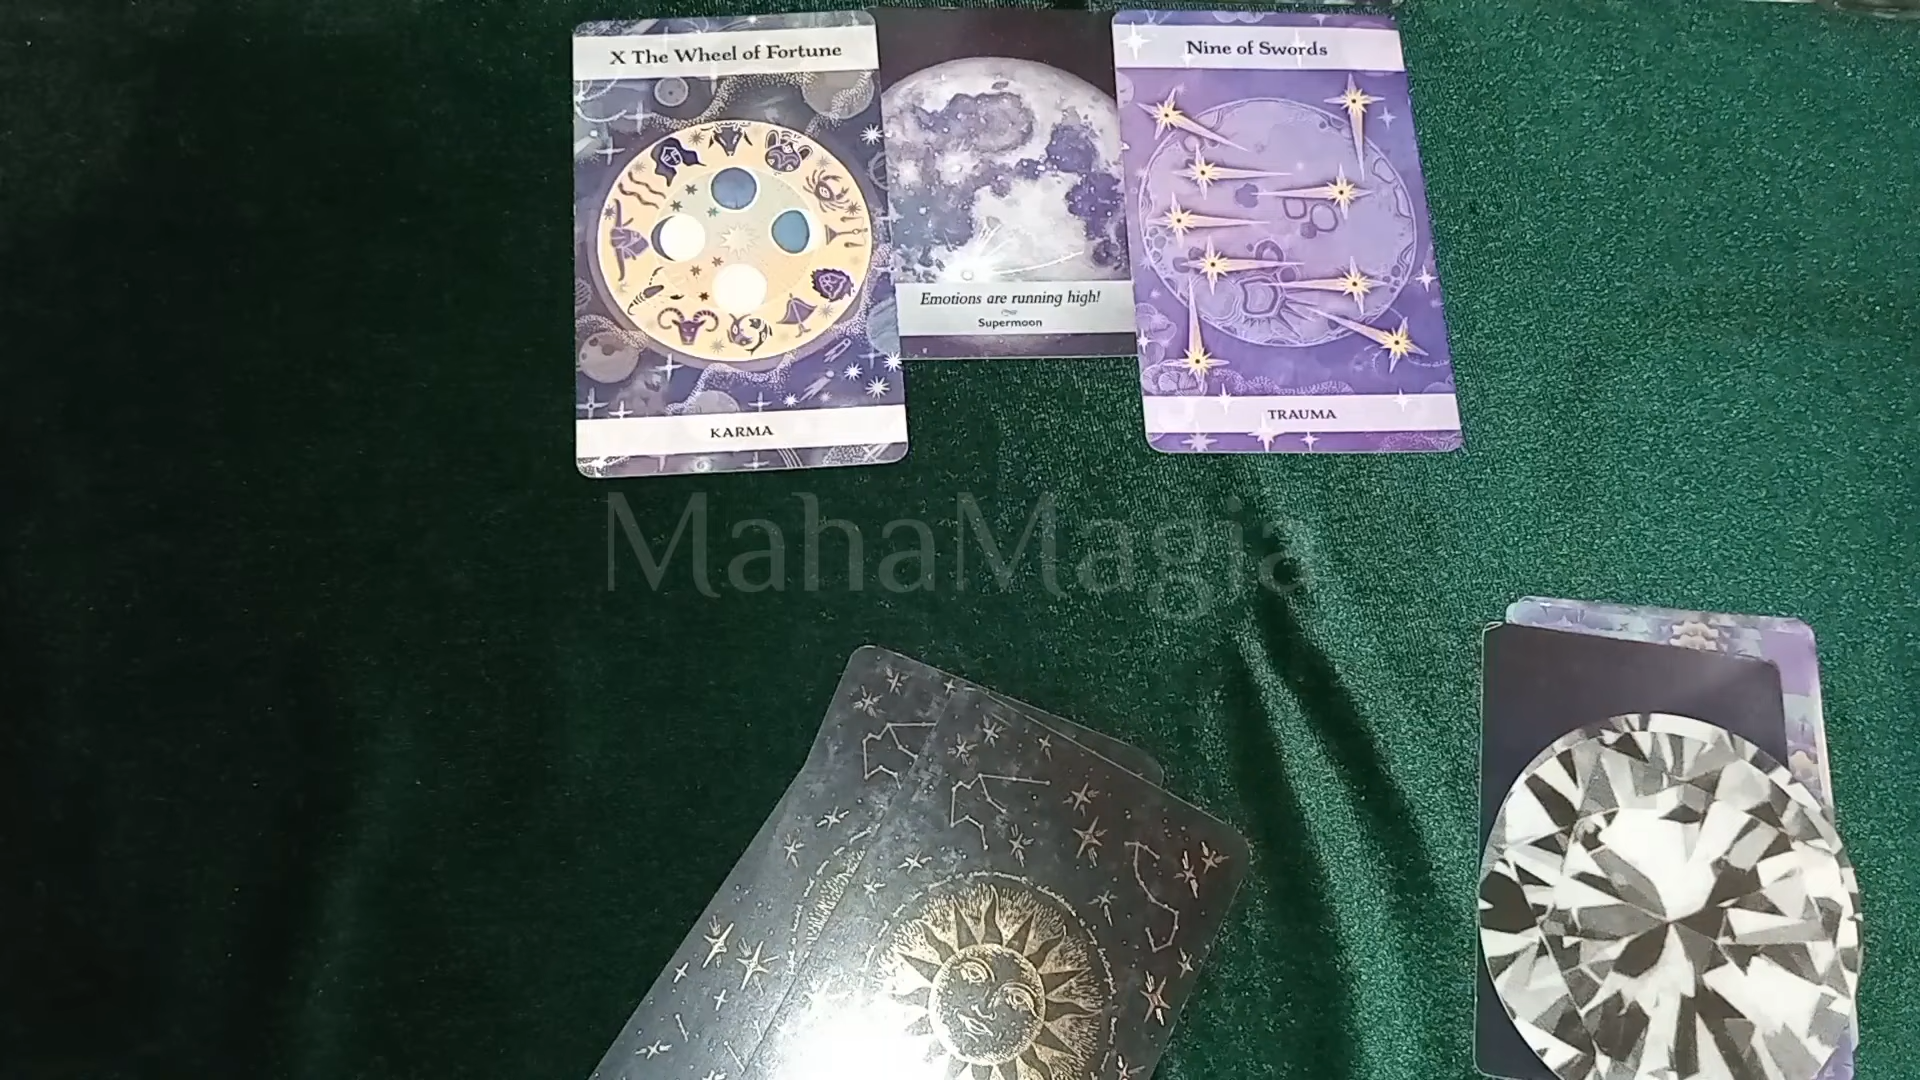 X The Wheel of Fortune
KARMA
Emotions are running high!
Supermoon
Nine of Swords
TRAUMA
MahaMagia